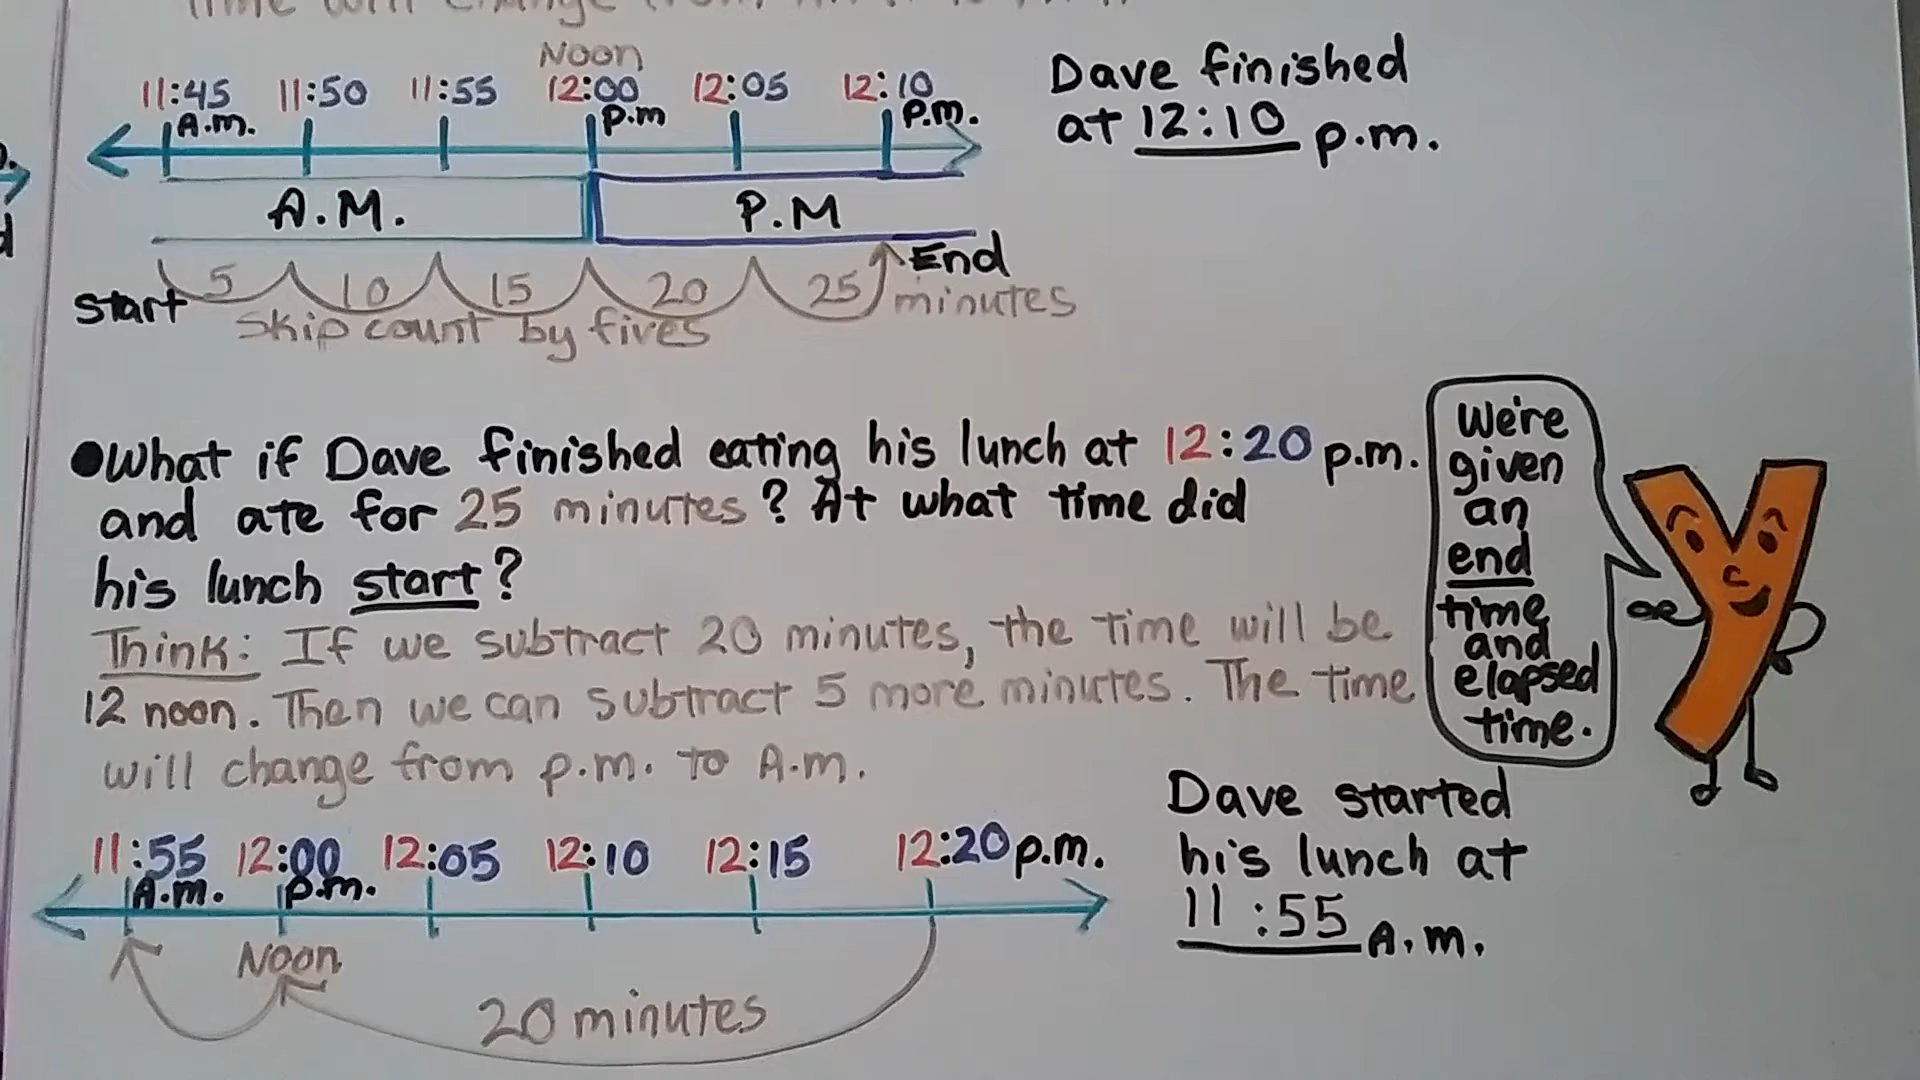 Noon
11:45 11:50 11:55 12:00 12:05 12:10
A.m. P.m P.m.
A.M. P.M
Start 5 10 15 20 25 End
minutes
Skip count by fives
Dave finished
at 12:10 p.m.
●What if Dave finished eating his lunch at 12:20 p.m.
and ate for 25 minutes? At what time did
his lunch start?
Think: If we subtract 20 minutes, the time will be
12 noon. Then we can subtract 5 more minutes. The time
will change from p.m. to A.m.
We're
given
an
end
time
and
elapsed
time.
11:55 12:00 12:05 12:10 12:15 12:20 p.m.
A.m. p.m.
Noon
20 minutes
Dave started
his lunch at
11:55 A.m.